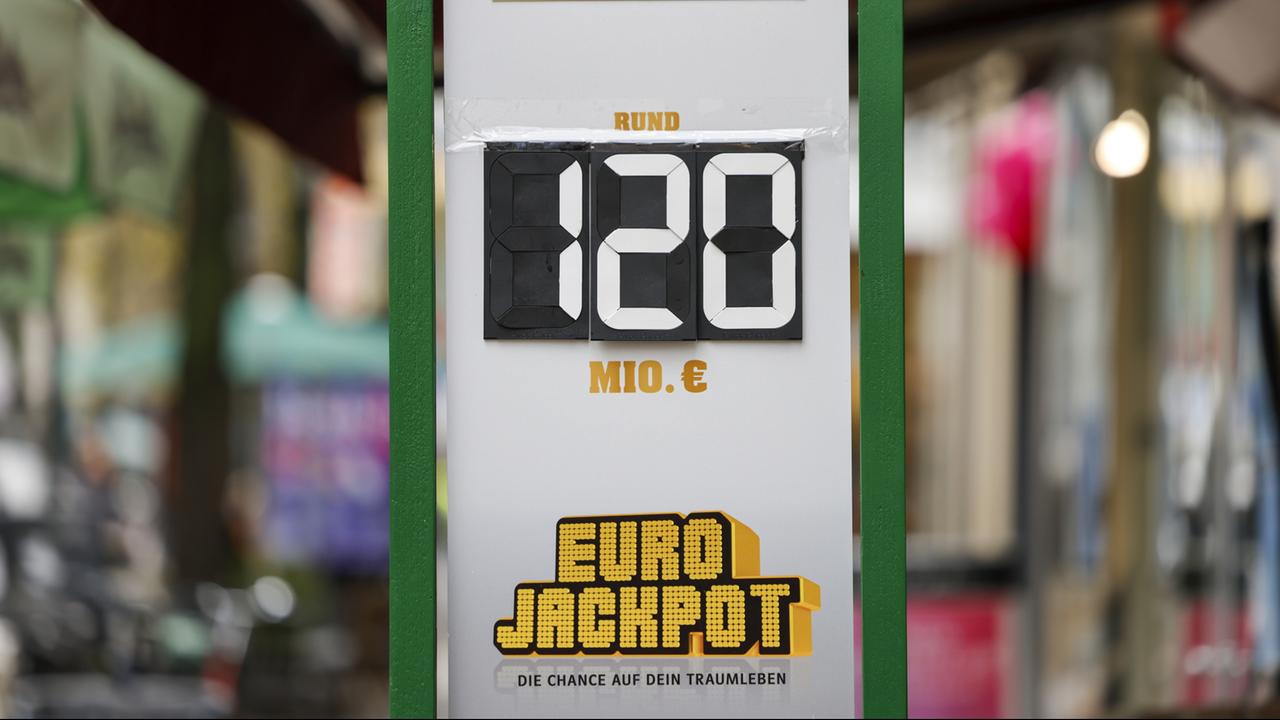 RUND
120
MIO. €
EURO
JACKPOT
DIE CHANCE AUF DEIN TRAUMLEBEN